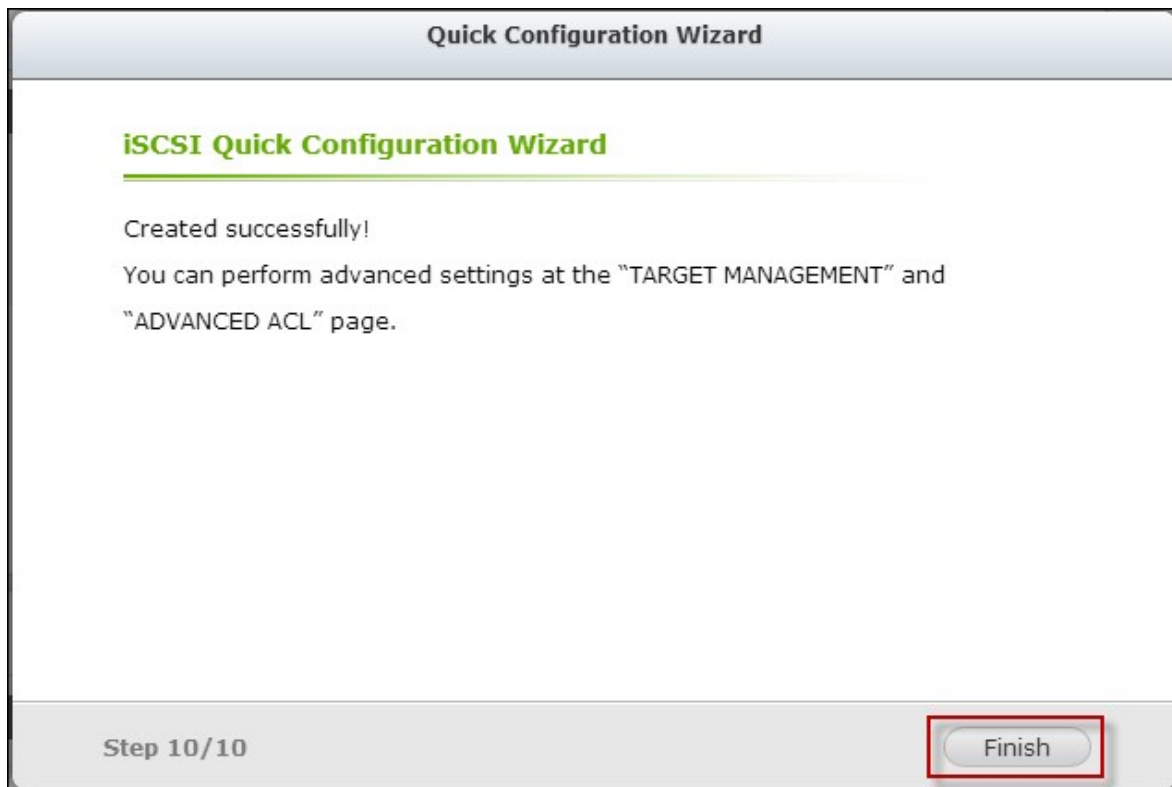 Quick Configuration Wizard
iSCSI Quick Configuration Wizard
Created successfully!
You can perform advanced settings at the “TARGET MANAGEMENT” and
“ADVANCED ACL” page.
Step 10/10
Finish